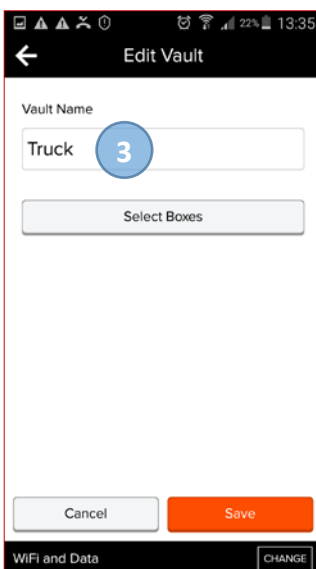 22% 13:35
Edit Vault
Vault Name
Truck 3
Select Boxes
Cancel Save
WiFi and Data CHANGE